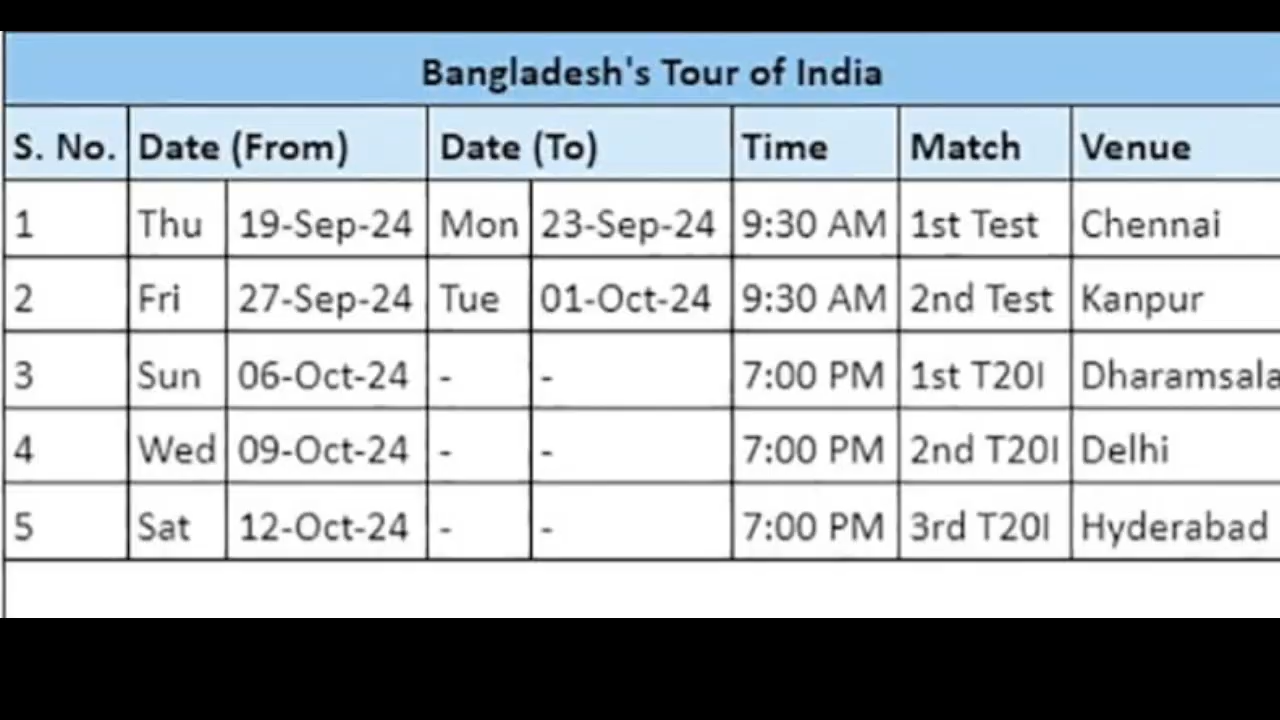 Bangladesh's Tour of India
S. No. Date (From) Date (To) Time Match Venue
1 Thu 19-Sep-24 Mon 23-Sep-24 9:30 AM 1st Test Chennai
2 Fri 27-Sep-24 Tue 01-Oct-24 9:30 AM 2nd Test Kanpur
3 Sun 06-Oct-24 - - 7:00 PM 1st T20I Dharamsala
4 Wed 09-Oct-24 - - 7:00 PM 2nd T20I Delhi
5 Sat 12-Oct-24 - - 7:00 PM 3rd T20I Hyderabad